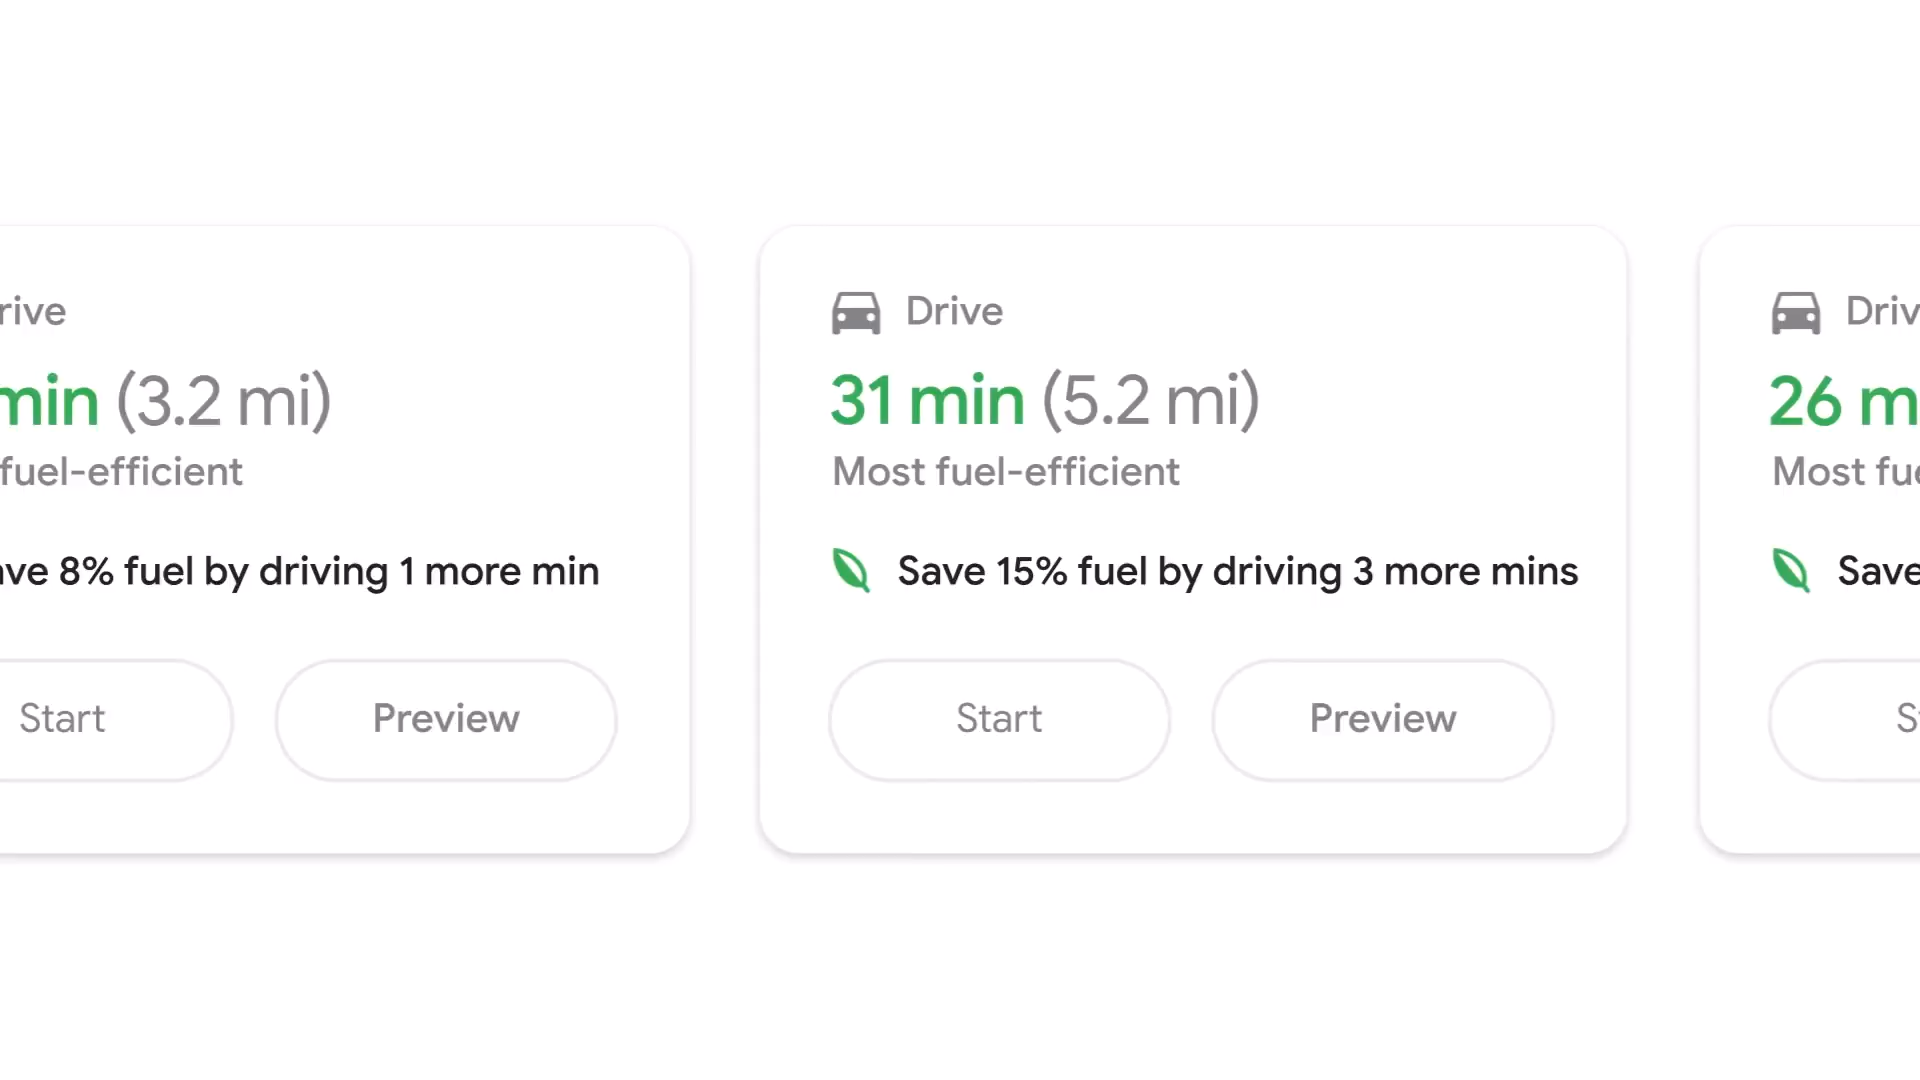 rive
min (3.2 mi)
fuel-efficient
ve 8% fuel by driving 1 more min
Start
Preview
Drive
31 min (5.2 mi)
Most fuel-efficient
Save 15% fuel by driving 3 more mins
Start
Preview
Driv
26 m
Most fue
Save